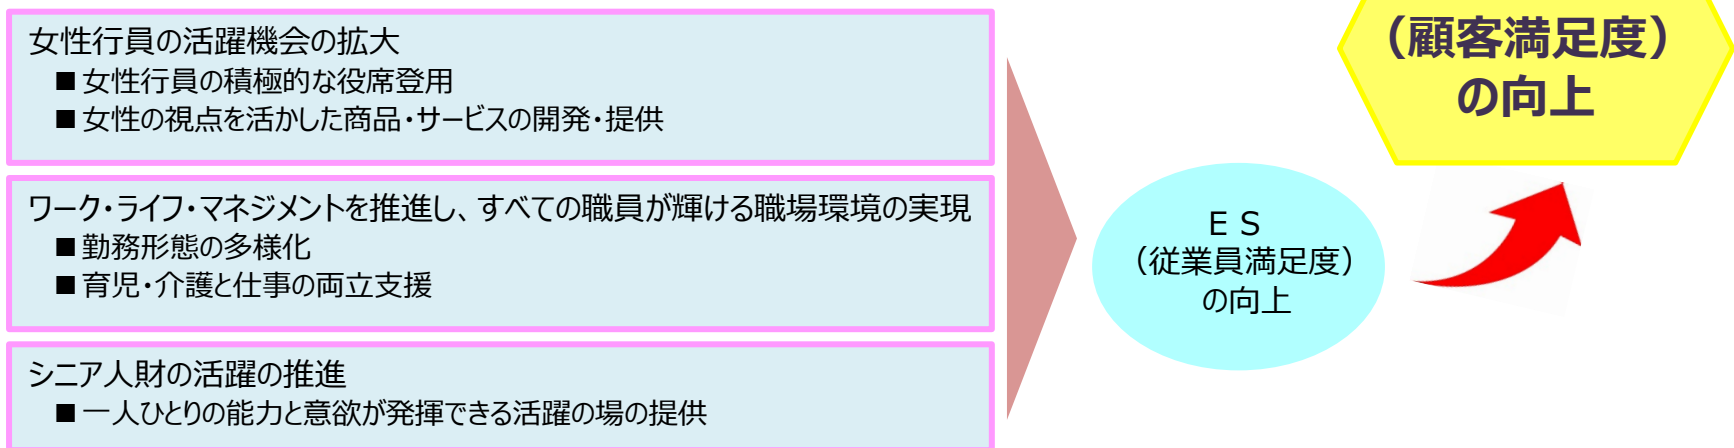 女性行員の活躍機会の拡大
■女性行員の積極的な役席登用
■女性の視点を活かした商品・サービスの開発・提供
ワーク・ライフ・マネジメントを推進し、すべての職員が輝ける職場環境の実現
■勤務形態の多様化
■育児・介護と仕事の両立支援
シニア人財の活躍の推進
■一人ひとりの能力と意欲が発揮できる活躍の場の提供
ES
（従業員満足度）
の向上
（顧客満足度）
の向上